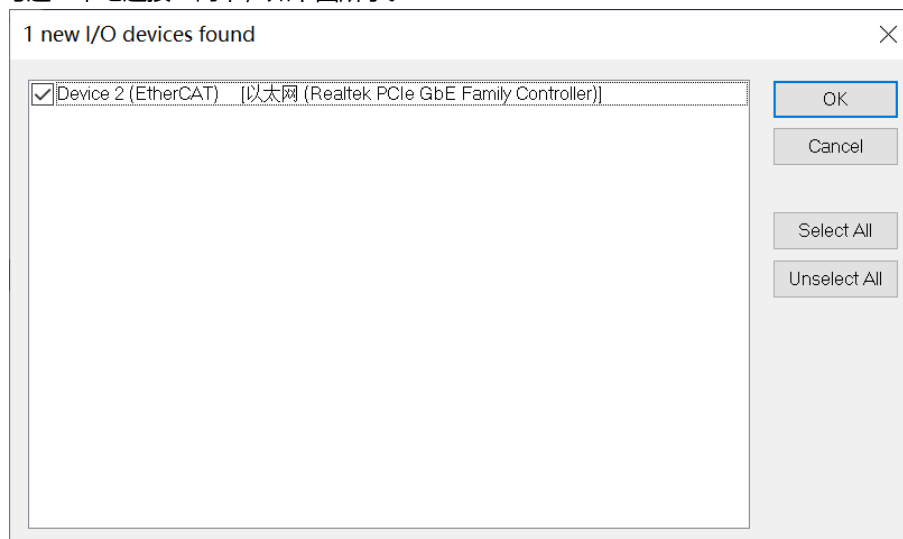 1 new I/O devices found
Device 2 (EtherCAT) [以太网 (Realtek PCIe GbE Family Controller)]
OK
Cancel
Select All
Unselect All